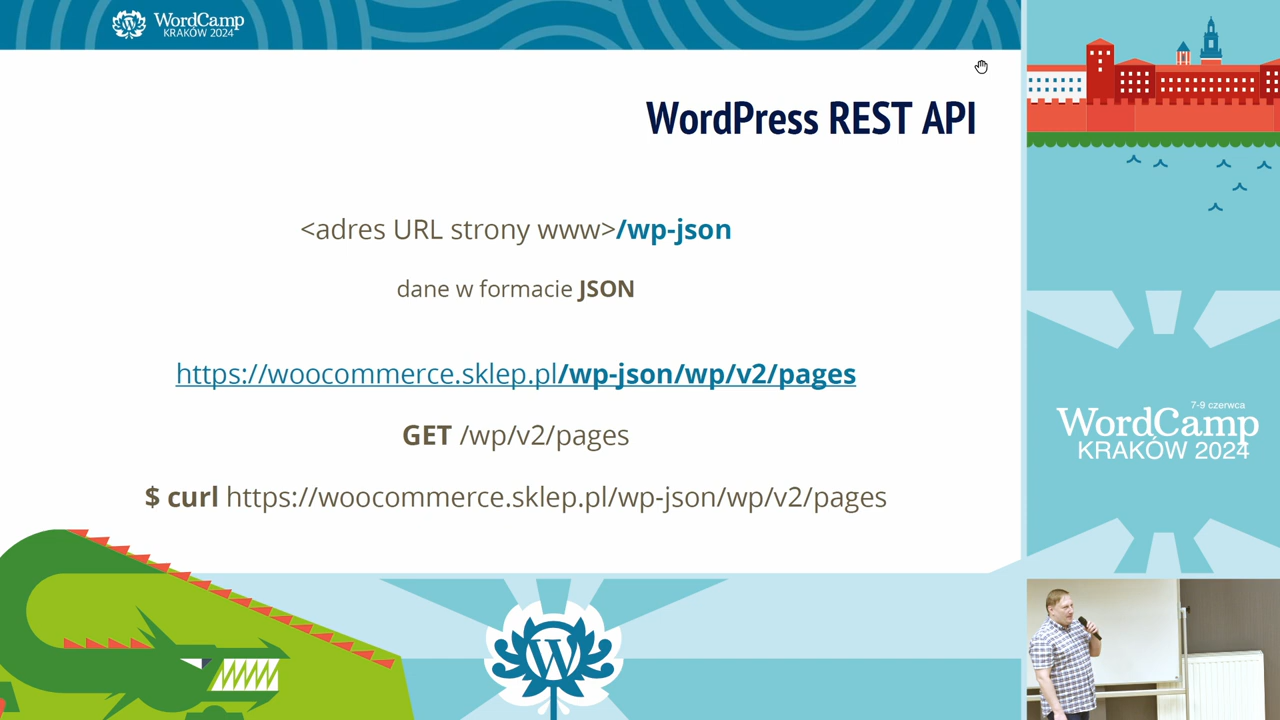 WordCamp
KRAKÓW 2024
WordPress REST API
<adres URL strony www>/wp-json
dane w formacie JSON
https://woocommerce.sklep.pl/wp-json/wp/v2/pages
GET /wp/v2/pages
$ curl https://woocommerce.sklep.pl/wp-json/wp/v2/pages
7-9 czerwca
WordCamp
KRAKÓW 2024
W